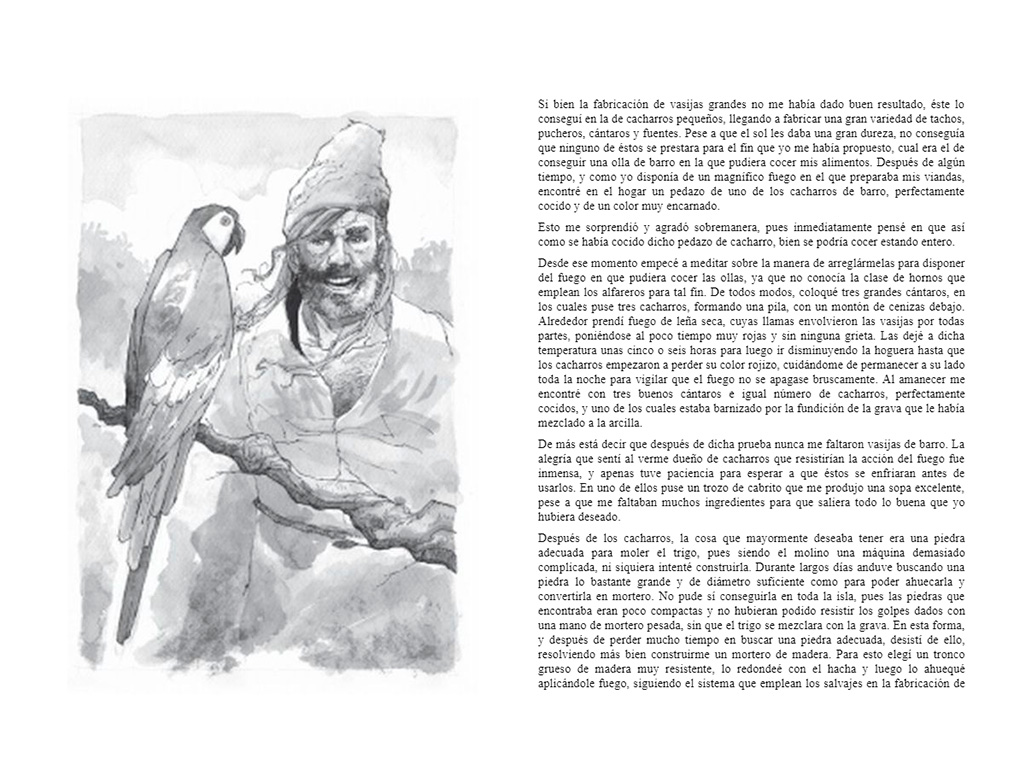 Si bien la fabricación de vasijas grandes no me había dado buen resultado, éste lo
conseguí en la de cacharros pequeños, llegando a fabricar una gran variedad de tachos,
pucheros, cántaros y fuentes. Pese a que el sol les daba una gran dureza, no conseguía
que ninguno de éstos se prestara para el fin que yo me había propuesto, cual era el de
conseguir una olla de barro en la que pudiera cocer mis alimentos. Después de algún
tiempo, y como yo disponía de un magnífico fuego en el que preparaba mis viandas,
encontré en el hogar un pedazo de uno de los cacharros de barro, perfectamente
cocido y de un color muy encarnado.
Esto me sorprendió y agradó sobremanera, pues inmediatamente pensé en que así
como se había cocido dicho pedazo de cacharro, bien se podría cocer estando entero.
Desde ese momento empecé a meditar sobre la manera de arreglármelas para disponer
del fuego en que pudiera cocer las ollas, ya que no conocía la clase de hornos que
emplean los alfareros para tal fin. De todos modos, coloqué tres grandes cántaros, en
los cuales puse tres cacharros, formando una pila, con un montón de cenizas debajo.
Alrededor prendí fuego de leña seca, cuyas llamas envolvieron las vasijas por todas
partes, poniéndose al poco tiempo muy rojas y sin ninguna grieta. Las dejé a dicha
temperatura unas cinco o seis horas para luego ir disminuyendo la hoguera hasta que
los cacharros empezaron a perder su color rojizo, cuidándome de permanecer a su lado
toda la noche para vigilar que el fuego no se apagase bruscamente. Al amanecer me
encontré con tres buenos cántaros e igual número de cacharros, perfectamente
cocidos, y uno de los cuales estaba barnizado por la fundición de la grava que le había
mezclado a la arcilla.
De más está decir que después de dicha prueba nunca me faltaron vasijas de barro. La
alegría que sentí al verme dueño de cacharros que resistirían la acción del fuego fue
inmensa, y apenas tuve paciencia para esperar a que éstos se enfriaran antes de
usarlos. En uno de ellos puse un trozo de cabrito que me produjo una sopa excelente,
pese a que me faltaban muchos ingredientes para que saliera todo lo buena que yo
hubiera deseado.
Después de los cacharros, la cosa que mayormente deseaba tener era una piedra
adecuada para moler el trigo, pues siendo el molino una máquina demasiado
complicada, ni siquiera intenté construirla. Durante largos días anduve buscando una
piedra lo bastante grande y de diámetro suficiente como para poder ahuecarla y
convertirla en mortero. No pude sí conseguirla en toda la isla, pues las piedras que
encontraba eran poco compactas y no hubieran podido resistir los golpes dados con
una mano de mortero pesada, sin que el trigo se mezclara con la grava. En esta forma,
y después de perder mucho tiempo en buscar una piedra adecuada, desistí de ello,
resolviendo más bien construirme un mortero de madera. Para esto elegí un tronco
grueso de madera muy resistente, lo redondeé con el hacha y luego lo ahuequé
aplicándole fuego, siguiendo el sistema que emplean los salvajes en la fabricación de